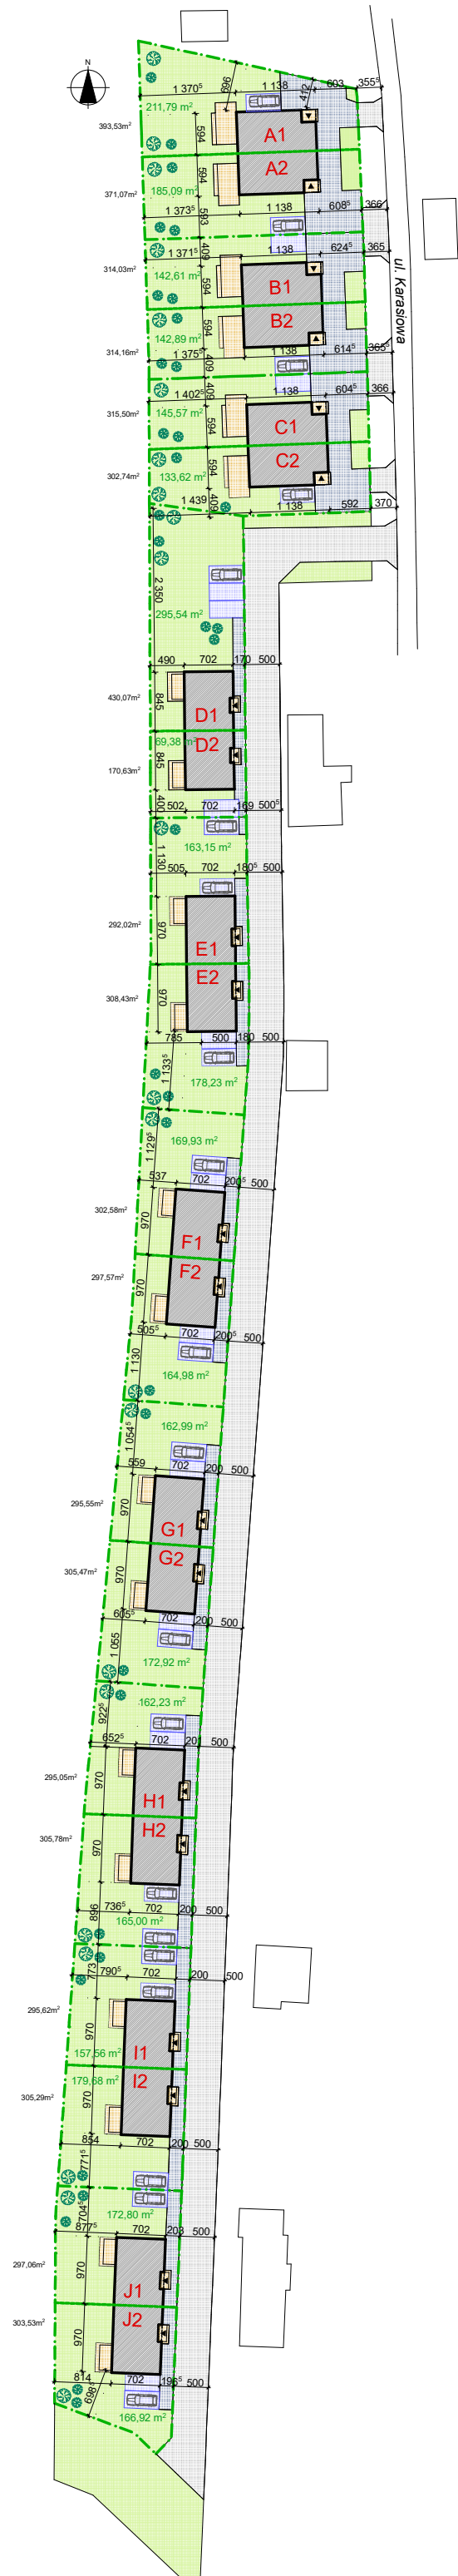 N
1 370⁵
969
1 138
412
603
355⁵
211,79 m²
393,53m²
594
A1
594
A2
185,09 m²
371,07m²
1 373⁵
593
1 138
608⁵
366
1 371⁵
409
1 138
624⁵
365
ul. Karasiowa
314,03m²
142,61 m²
594
B1
594
B2
142,89 m²
314,16m²
1 375⁵
409
1 138
614⁵
365⁵
1 402⁵
409
1 138
604⁵
366
315,50m²
145,57 m²
594
C1
594
C2
302,74m²
133,62 m²
1 439
409
1 138
592
370
2 350
295,54 m²
490
702
170
500
845
D1
430,07m²
69,38 m²
D2
845
170,63m²
400
502
702
169
500⁵
163,15 m²
1 130
505
702
180⁵
500
292,02m²
970
E1
E2
308,43m²
970
785
500
180
500
1 133⁵
178,23 m²
169,93 m²
1 129⁵
537
702
200⁵
500
302,58m²
970
F1
F2
297,57m²
970
505⁵
702
200⁵
500
1 130
164,98 m²
162,99 m²
1 054⁵
559
702
200
500
295,55m²
970
G1
G2
305,47m²
970
605⁵
702
200
500
1 055
172,92 m²
162,23 m²
922⁵
652⁵
702
201
500
295,05m²
970
H1
H2
305,78m²
970
736⁵
702
200
500
896
165,00 m²
773
790⁵
702
200
500
295,62m²
970
I1
157,56 m²
179,68 m²
I2
305,29m²
970
854
702
200
500
771⁵
704⁵
172,80 m²
877⁵
702
203
500
297,06m²
970
J1
J2
303,53m²
970
814
702
196⁵
500
698⁵
166,92 m²